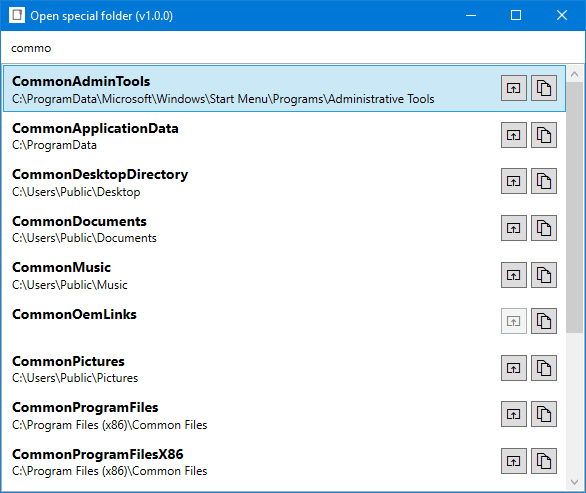 Open special folder (v1.0.0)
commo
CommonAdminTools
C:\ProgramData\Microsoft\Windows\Start Menu\Programs\Administrative Tools
CommonApplicationData
C:\ProgramData
CommonDesktopDirectory
C:\Users\Public\Desktop
CommonDocuments
C:\Users\Public\Documents
CommonMusic
C:\Users\Public\Music
CommonOemLinks
CommonPictures
C:\Users\Public\Pictures
CommonProgramFiles
C:\Program Files (x86)\Common Files
CommonProgramFilesX86
C:\Program Files (x86)\Common Files